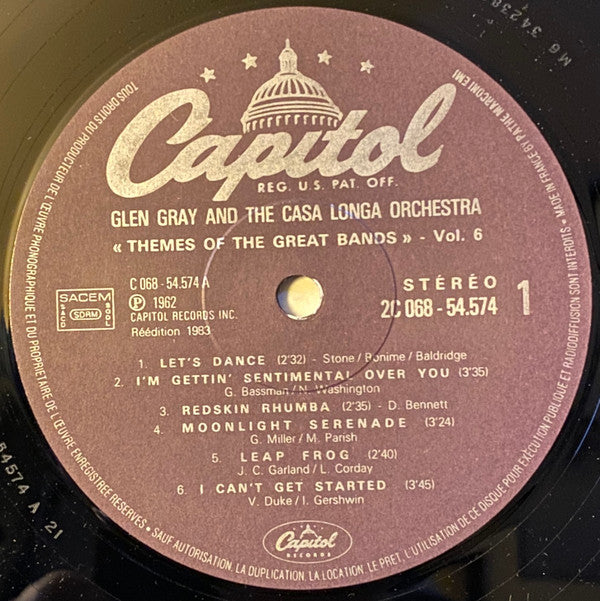 Capitol
REG. U.S. PAT. OFF.
GLEN GRAY AND THE CASA LONGA ORCHESTRA
« THEMES OF THE GREAT BANDS » - Vol. 6
C 068-54.574 A
Ⓟ 1962
CAPITOL RECORDS INC.
Réédition 1983
SACEM
SDRM
SACD
SGDL
STÉRÉO
2C 068-54.574
1
1. LET'S DANCE (2'32) - Stone/Bonime/Baldridge
2. I'M GETTIN' SENTIMENTAL OVER YOU (3'35)
G. Bassman/N. Washington
3. REDSKIN RHUMBA (2'35) - D. Bennett
4. MOONLIGHT SERENADE (3'24)
G. Miller/M. Parish
5. LEAP FROG (2'40)
J. C. Garland/L. Corday
6. I CAN'T GET STARTED (3'45)
V. Duke/I. Gershwin
Capitol
RECORDS
TOUS DROITS DU PRODUCTEUR DE L'ŒUVRE PHONOGRAPHIQUE ET DU PROPRIETAIRE DE L'ŒUVRE ENREGISTREE RESERVES • SAUF AUTORISATION, LA DUPLICATION, LA LOCATION, LE PRET, L'UTILISATION DE CE DISQUE POUR EXECUTION PUBLIQUE ET RADIODIFFUSION SONT INTERDITS • MADE IN FRANCE BY PATHE MARCONI EMI
M6 34238
54574 A 21